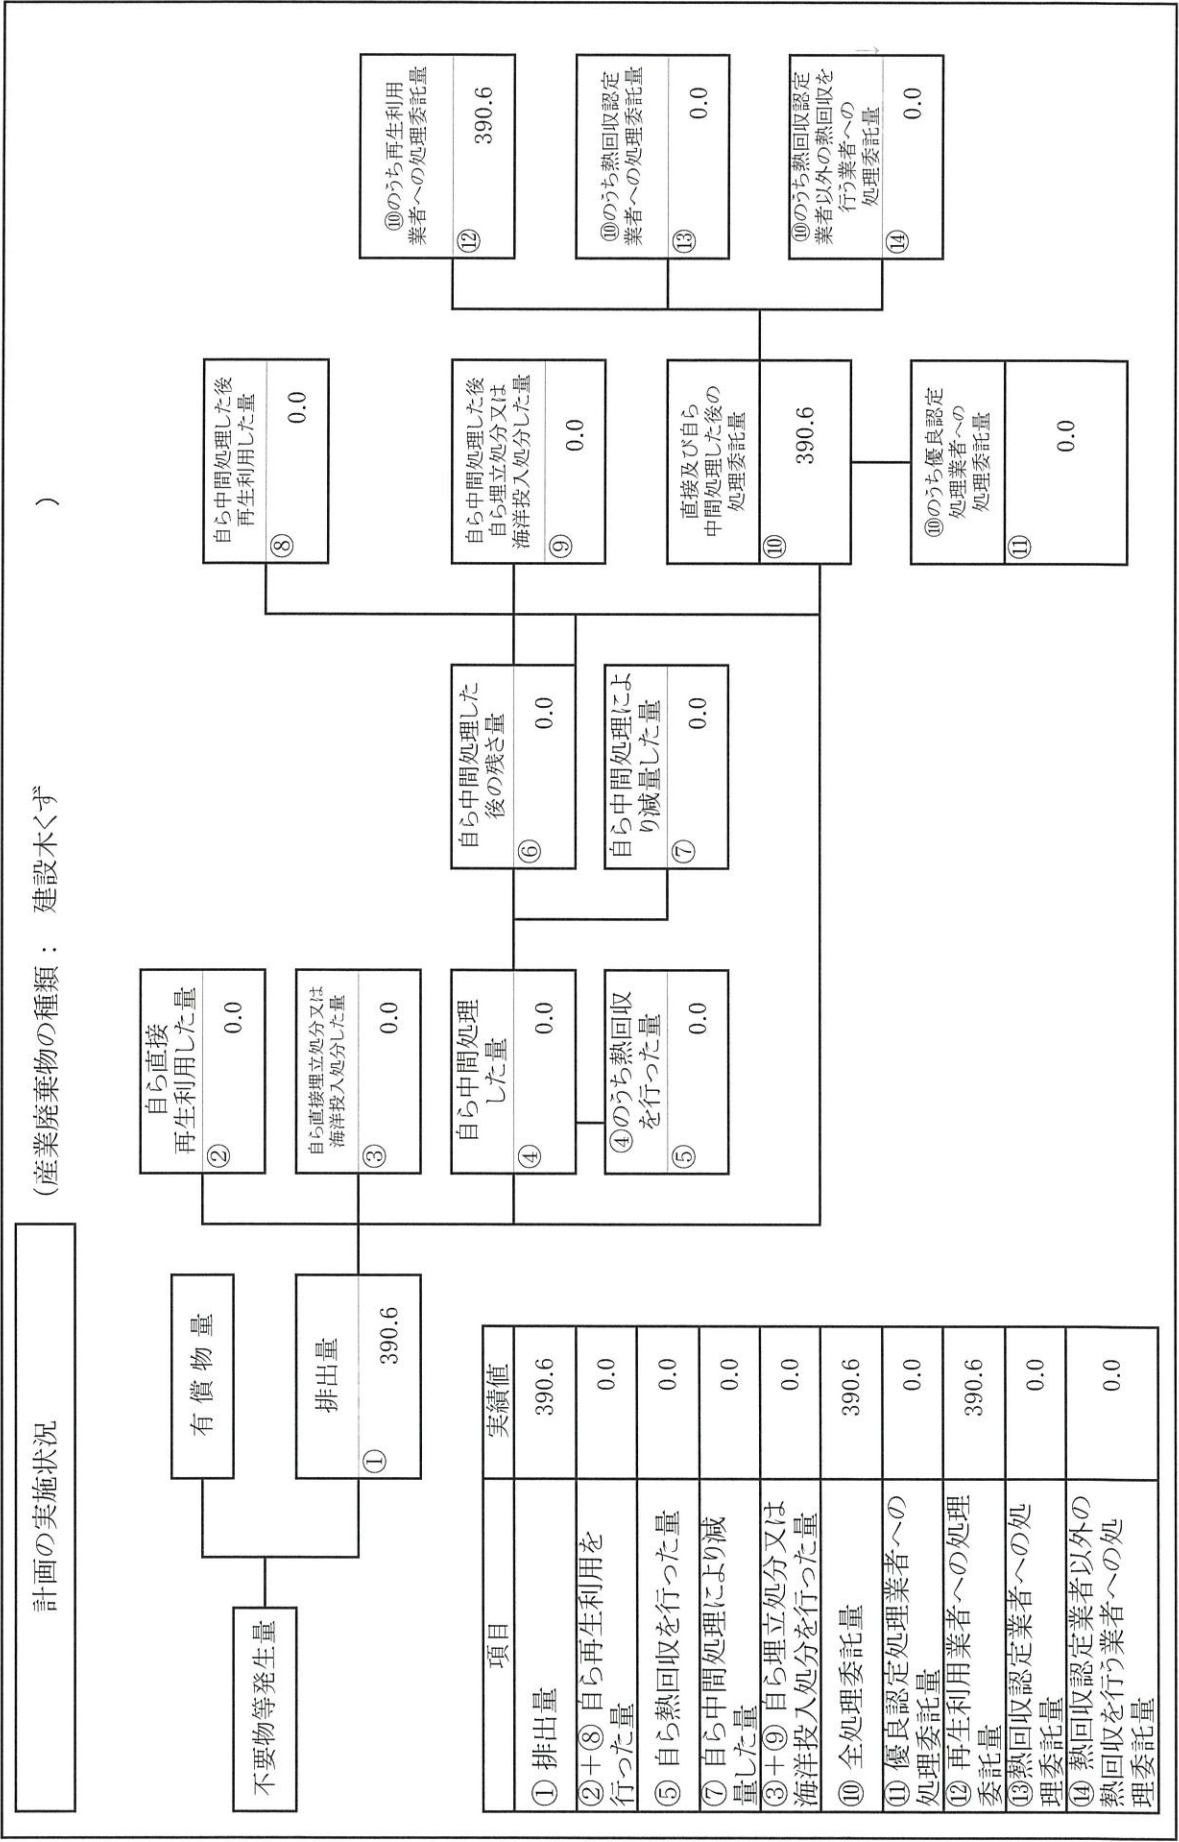 計画の実施状況
（産業廃棄物の種類： 建設木くず ）
不要物等発生量
有償物量
排出量
① 390.6
自ら直接
再生利用した量
② 0.0
自ら直接埋立処分又は
海洋投入処分した量
③ 0.0
自ら中間処理
した量
④ 0.0
④のうち熱回収
を行った量
⑤ 0.0
自ら中間処理した
後の残さ量
⑥ 0.0
自ら中間処理によ
り減量した量
⑦ 0.0
自ら中間処理した後
再生利用した量
⑧ 0.0
自ら中間処理した後
自ら埋立処分又は
海洋投入処分した量
⑨ 0.0
直接及び自ら
中間処理した後の
処理委託量
⑩ 390.6
⑩のうち優良認定
処理業者への
処理委託量
⑪ 0.0
⑩のうち再生利用
業者への処理委託量
⑫ 390.6
⑩のうち熱回収認定
業者への処理委託量
⑬ 0.0
⑩のうち熱回収認定
業者以外の熱回収を
行う業者への
処理委託量
⑭ 0.0
項目 実績値
① 排出量 390.6
②＋⑧ 自ら再生利用を
行った量 0.0
⑤ 自ら熱回収を行った量 0.0
⑦ 自ら中間処理により減
量した量 0.0
③＋⑨ 自ら埋立処分又は
海洋投入処分を行った量 0.0
⑩ 全処理委託量 390.6
⑪ 優良認定処理業者への
処理委託量 0.0
⑫ 再生利用業者への処理
委託量 390.6
⑬熱回収認定業者への処
理委託量 0.0
⑭ 熱回収認定業者以外の
熱回収を行う業者への処
理委託量 0.0